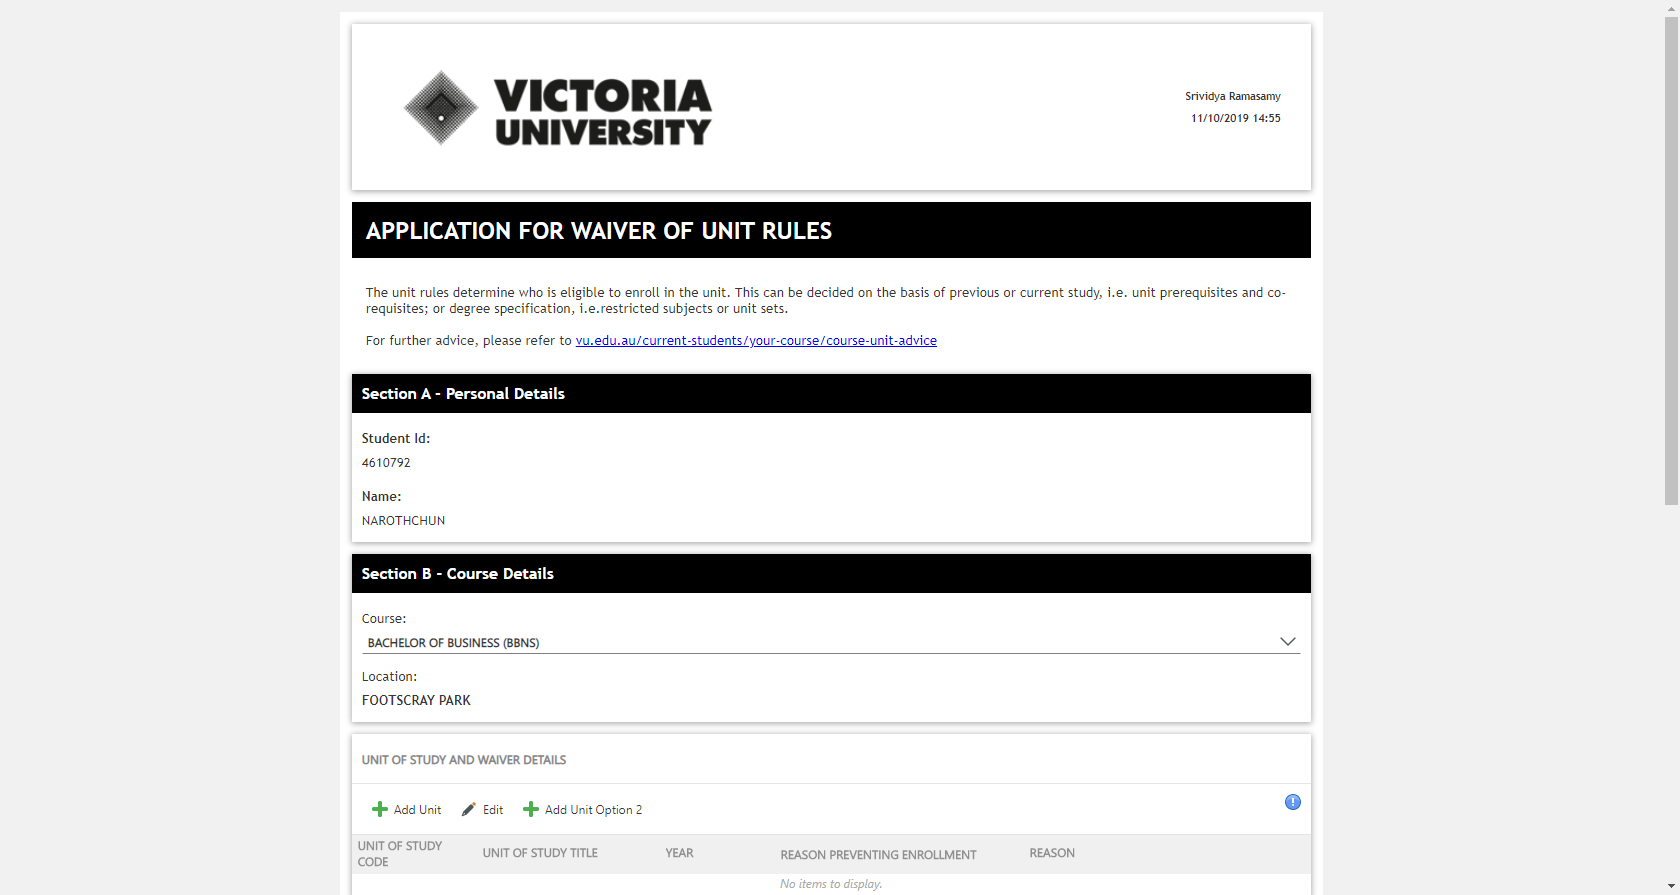 VICTORIA
UNIVERSITY
Srividya Ramasamy
11/10/2019 14:55
APPLICATION FOR WAIVER OF UNIT RULES
The unit rules determine who is eligible to enroll in the unit. This can be decided on the basis of previous or current study, i.e. unit prerequisites and co-
requisites; or degree specification, i.e.restricted subjects or unit sets.
For further advice, please refer to vu.edu.au/current-students/your-course/course-unit-advice
Section A - Personal Details
Student Id:
4610792
Name:
NAROTHCHUN
Section B - Course Details
Course:
BACHELOR OF BUSINESS (BBNS)
Location:
FOOTSCRAY PARK
UNIT OF STUDY AND WAIVER DETAILS
Add Unit Edit Add Unit Option 2
UNIT OF STUDY
CODE
UNIT OF STUDY TITLE
YEAR
REASON PREVENTING ENROLLMENT
REASON
No items to display.